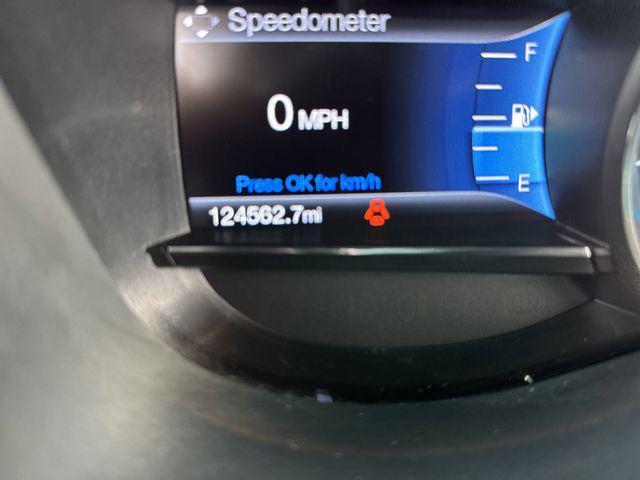 Speedometer
F
0 MPH
Press OK for km/h
E
124562.7mi